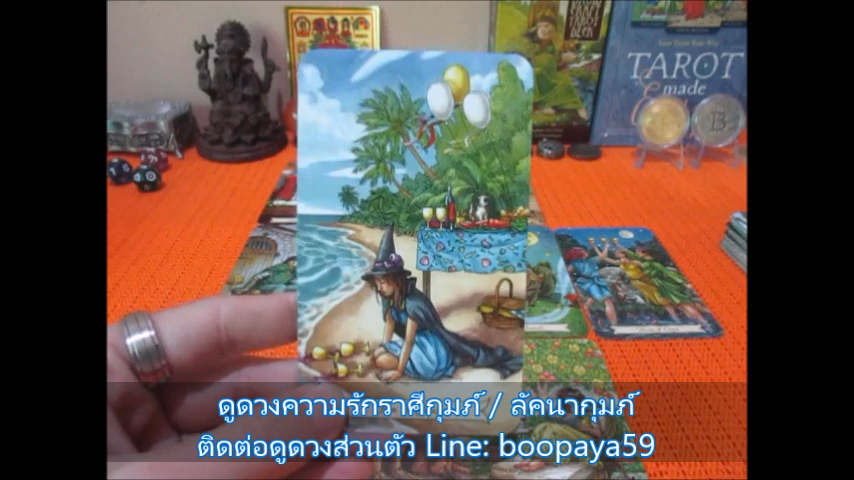 TAROT
DECK
TAROT
made
ดูดวงความรักราศีกุมภ์ / ลัคนากุมภ์
ติดต่อดูดวงส่วนตัว Line: boopaya59